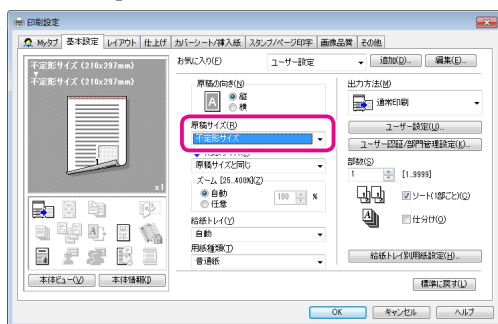 印刷設定
Myタブ 基本設定 レイアウト 仕上げ カバーシート/挿入紙 スタンプ/ページ印字 画像品質 その他
不定形サイズ (210x297mm)
不定形サイズ (210x297mm)
x1
本体ビュー(V) 本体情報(I)
お気に入り(F) ユーザー設定 追加(D)... 編集(E)...
原稿の向き(N)
縦
横
原稿サイズ(R)
不定形サイズ
原稿サイズと同じ
ズーム [25..400%](Z)
自動
任意
100 %
給紙トレイ(Y)
自動
用紙種類(T)
普通紙
出力方法(M)
通常印刷
ユーザー設定(U)...
ユーザー認証/部門管理設定(K)...
部数(S)
1 [1..9999]
ソート(1部ごと)(C)
仕分け(O)
給紙トレイ別用紙設定(H)...
標準に戻す(L)
OK キャンセル ヘルプ